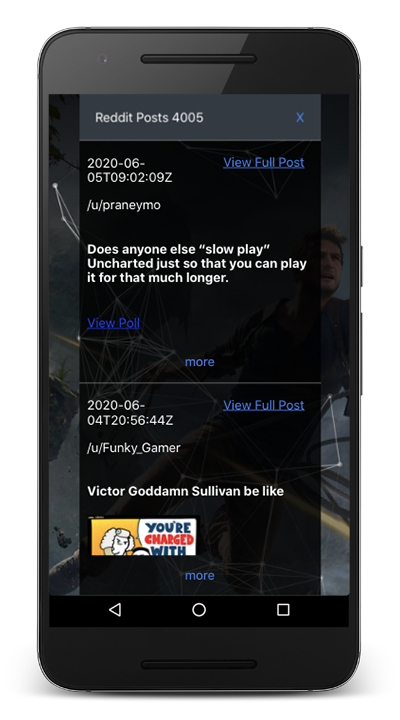 Reddit Posts 4005
X
2020-06-
05T09:02:09Z
View Full Post
/u/praneymo
Does anyone else “slow play”
Uncharted just so that you can play
it for that much longer.
View Poll
more
2020-06-
04T20:56:44Z
View Full Post
/u/Funky_Gamer
Victor Goddamn Sullivan be like
YOU'RE
CHARGED
WITH
more